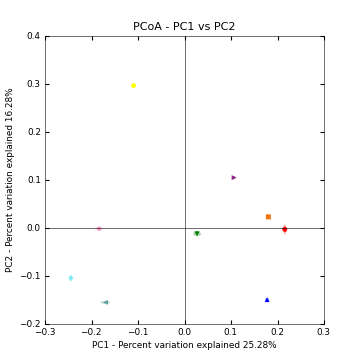 PCoA - PC1 vs PC2
0.4
0.3
0.2
0.1
0.0
−0.1
−0.2
−0.3 −0.2 −0.1 0.0 0.1 0.2 0.3
PC2 - Percent variation explained 16.28%
PC1 - Percent variation explained 25.28%